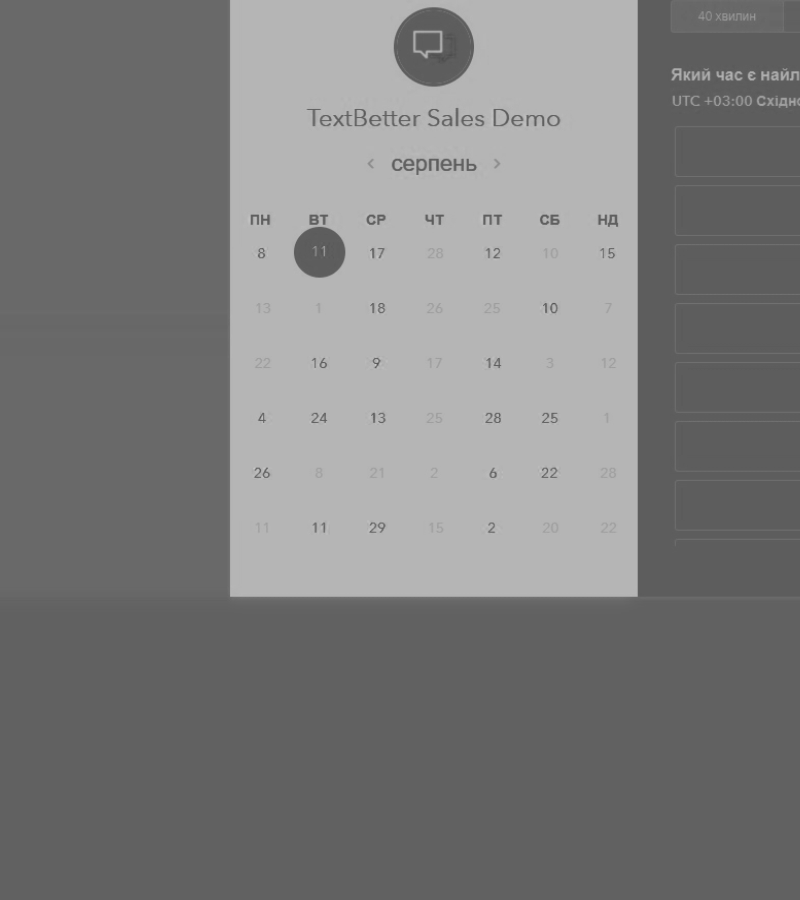 40 хвилин
Який час є найл
UTC +03:00 Східно
TextBetter Sales Demo
‹ серпень ›
ПН ВТ СР ЧТ ПТ СБ НД
8 11 17 28 12 10 15
13 1 18 26 25 10 7
22 16 9 17 14 3 12
4 24 13 25 28 25 1
26 8 21 2 6 22 28
11 11 29 15 2 20 22